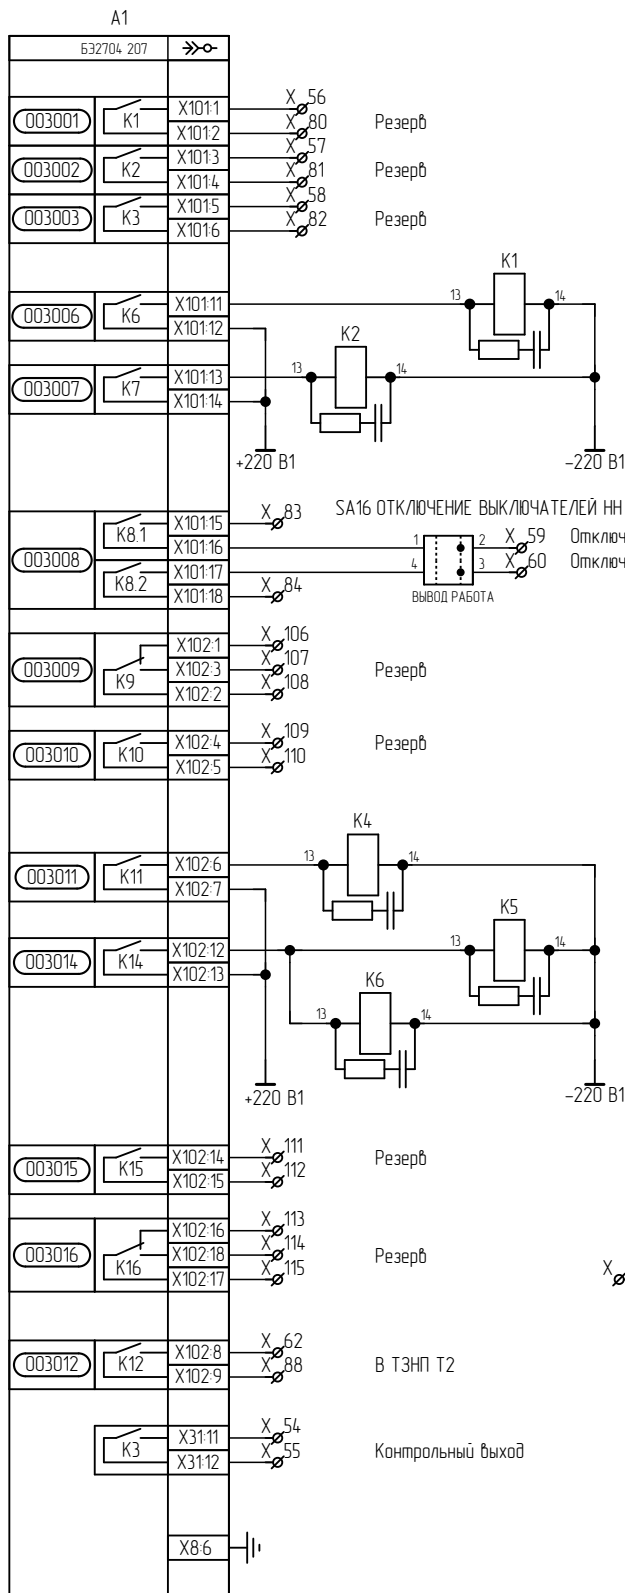 A1
БЭ2704 207
003001 K1 X101:1 X 56
X101:2 X 80 Резерв
003002 K2 X101:3 X 57
X101:4 X 81 Резерв
003003 K3 X101:5 X 58
X101:6 X 82 Резерв
K1
003006 K6 X101:11 13 14
X101:12
K2
003007 K7 X101:13 13 14
X101:14
+220 В1 -220 В1
SA16 ОТКЛЮЧЕНИЕ ВЫКЛЮЧАТЕЛЕЙ НН
003008 K8.1 X101:15 X 83
X101:16 1 2 X 59 Отключ
K8.2 X101:17 4 3 X 60 Отключ
X101:18 X 84
ВЫВОД РАБОТА
003009 K9 X102:1 X 106
X102:3 X 107 Резерв
X102:2 X 108
003010 K10 X102:4 X 109 Резерв
X102:5 X 110
K4
003011 K11 X102:6 13 14
X102:7
K5
003014 K14 X102:12 13 14
X102:13
K6
13 14
+220 В1 -220 В1
003015 K15 X102:14 X 111 Резерв
X102:15 X 112
003016 K16 X102:16 X 113
X102:18 X 114 Резерв
X102:17 X 115 X
003012 K12 X102:8 X 62
X102:9 X 88 В ТЗНП Т2
K3 X31:11 X 54
X31:12 X 55 Контрольный выход
X8:6